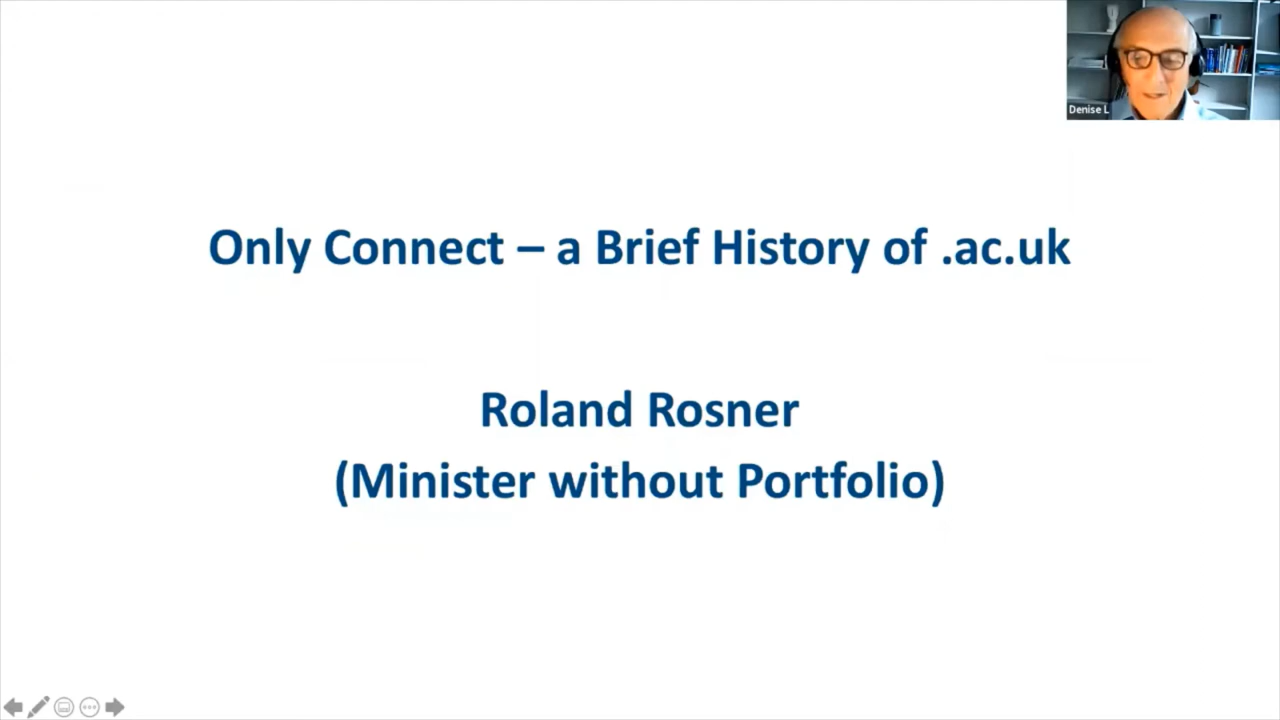 Denise L
Only Connect – a Brief History of .ac.uk
Roland Rosner
(Minister without Portfolio)